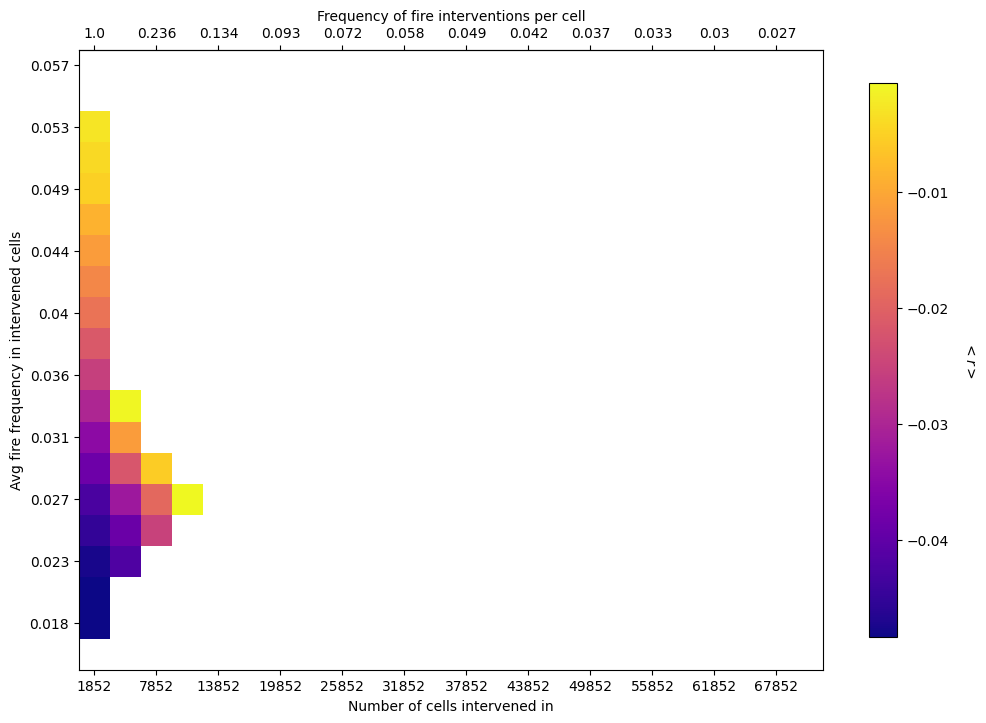 Frequency of fire interventions per cell
1.0 0.236 0.134 0.093 0.072 0.058 0.049 0.042 0.037 0.033 0.03 0.027
0.057
0.053
0.049
0.044
0.04
0.036
0.031
0.027
0.023
0.018
Avg fire frequency in intervened cells
1852 7852 13852 19852 25852 31852 37852 43852 49852 55852 61852 67852
Number of cells intervened in
−0.01
−0.02
−0.03
−0.04
< r >